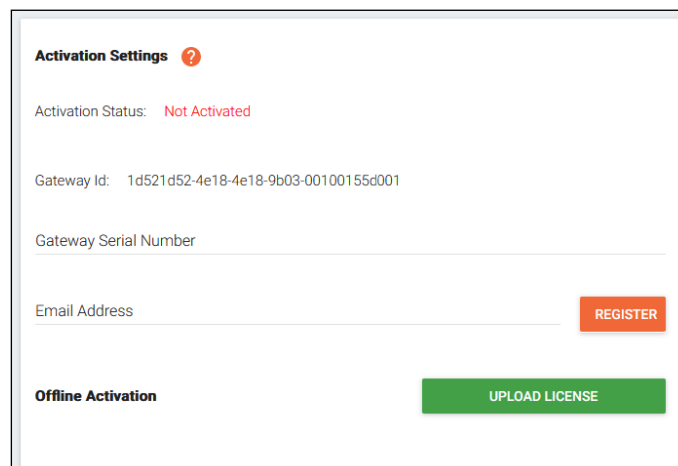 Activation Settings ?
Activation Status: Not Activated
Gateway Id: 1d521d52-4e18-4e18-9b03-00100155d001
Gateway Serial Number
Email Address
REGISTER
Offline Activation
UPLOAD LICENSE